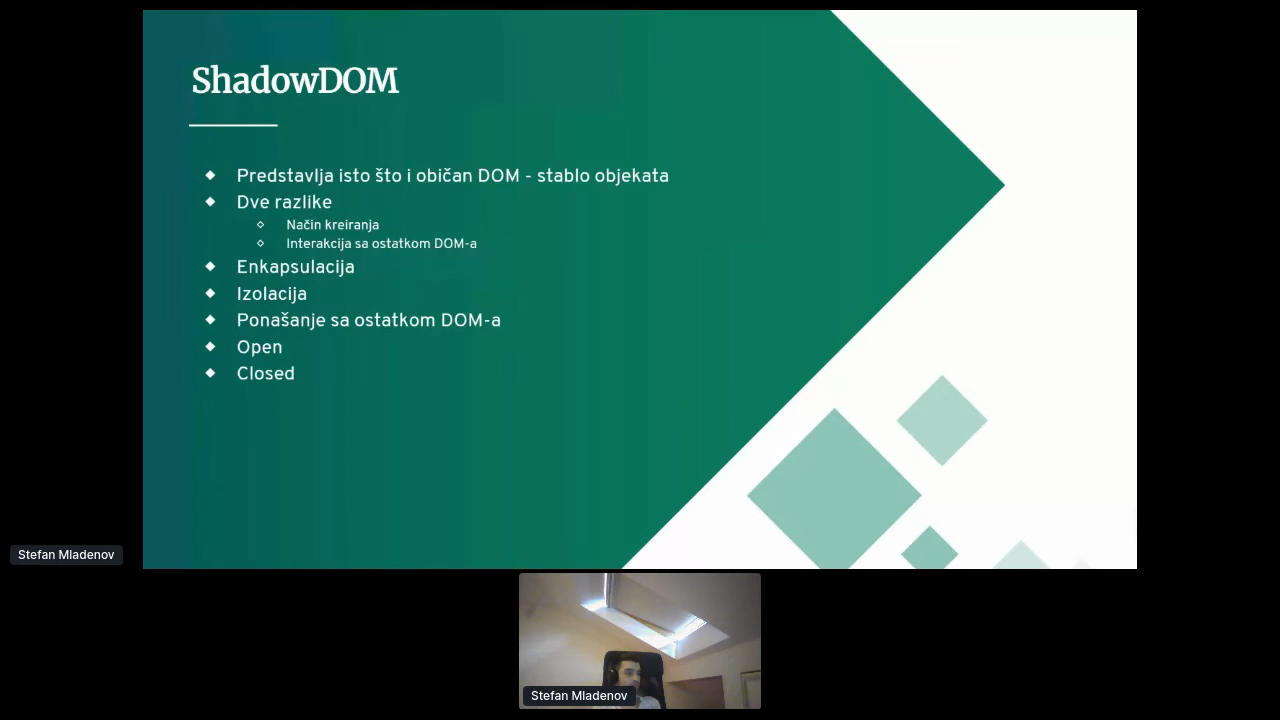 ShadowDOM
Predstavlja isto što i običan DOM - stablo objekata
Dve razlike
Način kreiranja
Interakcija sa ostatkom DOM-a
Enkapsulacija
Izolacija
Ponašanje sa ostatkom DOM-a
Open
Closed
Stefan Mladenov
Stefan Mladenov